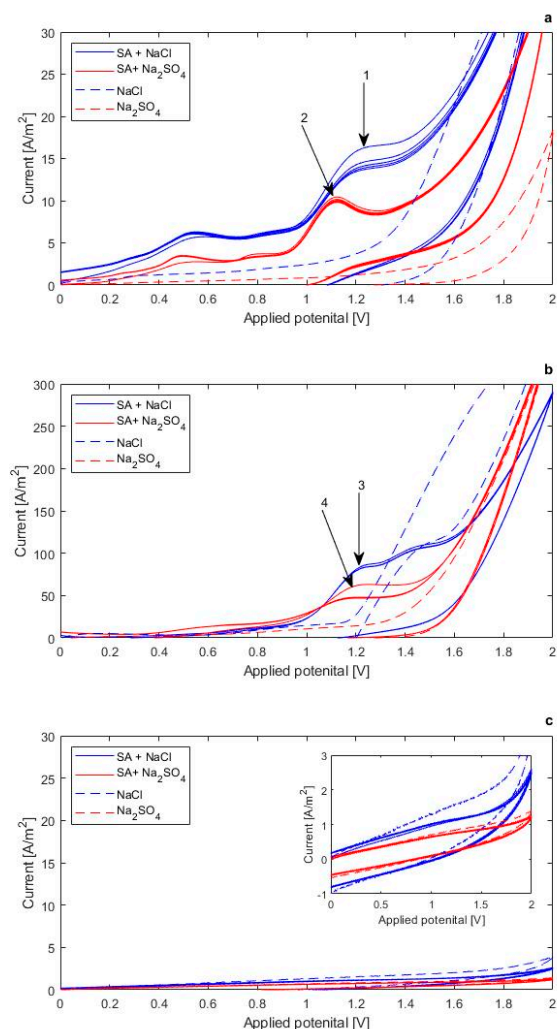 a
30
25
20
15
10
5
0
Current [A/m²]
SA + NaCl
SA+ Na₂SO₄
NaCl
Na₂SO₄
1
2
0 0.2 0.4 0.6 0.8 1.0 1.2 1.4 1.6 1.8 2
Applied potenital [V]
b
300
250
200
150
100
50
0
Current [A/m²]
SA + NaCl
SA+ Na₂SO₄
NaCl
Na₂SO₄
3
4
0 0.2 0.4 0.6 0.8 1.0 1.2 1.4 1.6 1.8 2
Applied potenital [V]
c
30
25
20
15
10
5
0
Current [A/m²]
SA + NaCl
SA+ Na₂SO₄
NaCl
Na₂SO₄
3
2
1
0
-1
Current [A/m²]
0 0.5 1 1.5 2
Applied potenital [V]
0 0.2 0.4 0.6 0.8 1.0 1.2 1.4 1.6 1.8 2
Applied potenital [V]